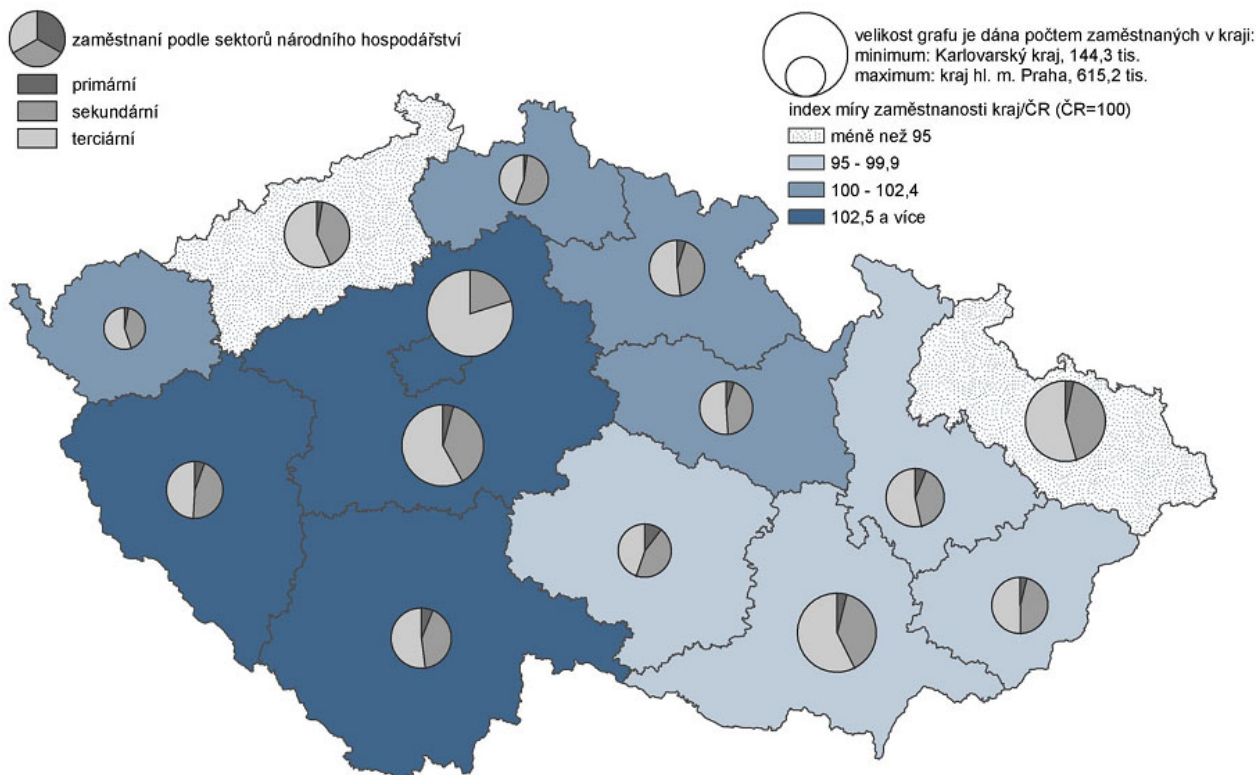 zaměstnaní podle sektorů národního hospodářství
primární
sekundární
terciární
velikost grafu je dána počtem zaměstnaných v kraji:
minimum: Karlovarský kraj, 144,3 tis.
maximum: kraj hl. m. Praha, 615,2 tis.
index míry zaměstnanosti kraj/ČR (ČR=100)
méně než 95
95 - 99,9
100 - 102,4
102,5 a více